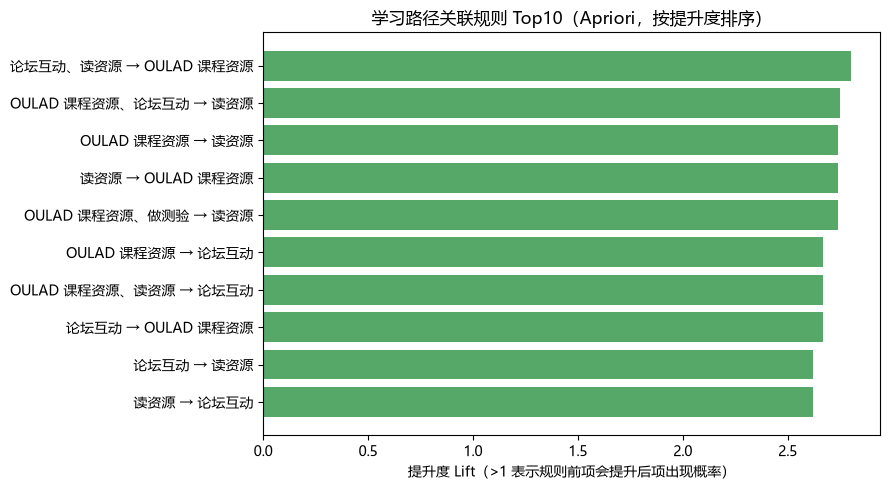 学习路径关联规则 Top10（Apriori，按提升度排序）
论坛互动、读资源 → OULAD 课程资源
OULAD 课程资源、论坛互动 → 读资源
OULAD 课程资源 → 读资源
读资源 → OULAD 课程资源
OULAD 课程资源、做测验 → 读资源
OULAD 课程资源 → 论坛互动
OULAD 课程资源、读资源 → 论坛互动
论坛互动 → OULAD 课程资源
论坛互动 → 读资源
读资源 → 论坛互动
0.0 0.5 1.0 1.5 2.0 2.5
提升度 Lift（>1 表示规则前项会提升后项出现概率）